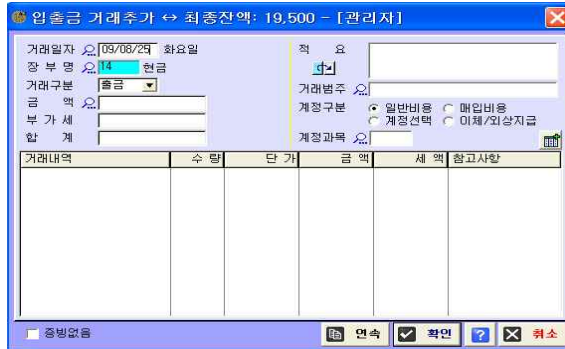 입출금 거래추가 ↔ 최종잔액: 19,500 - [관리자]
거래일자 09/08/25 화요일
장 부 명 14 현금
거래구분 출금
금 액
부 가 세
합 계
적 요
거래범주
계정구분 일반비용 매입비용
계정선택 이체/외상지급
계정과목
거래내역 수 량 단 가 금 액 세 액 참고사항
증빙없음 연속 확인 ? 취소